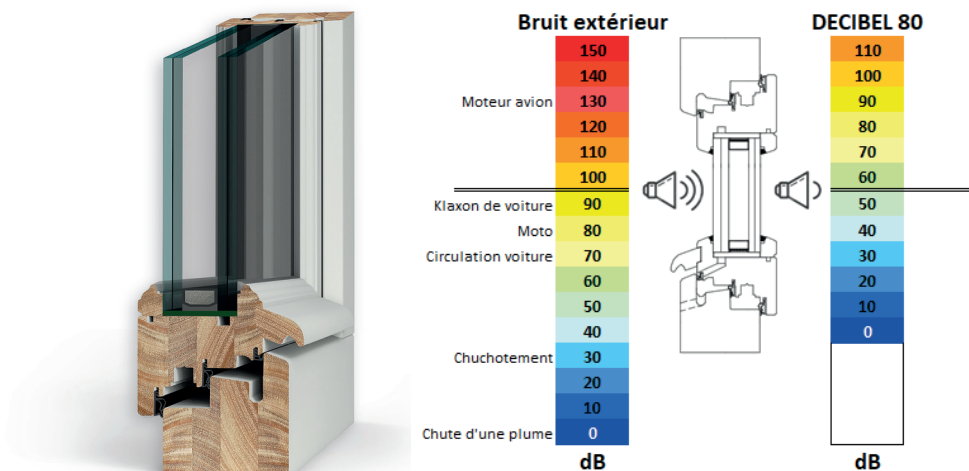 Bruit extérieur
150
140
Moteur avion 130
120
110
100
Klaxon de voiture 90
Moto 80
Circulation voiture 70
60
50
40
Chuchotement 30
20
10
Chute d'une plume 0
dB
DECIBEL 80
110
100
90
80
70
60
50
40
30
20
10
0
dB